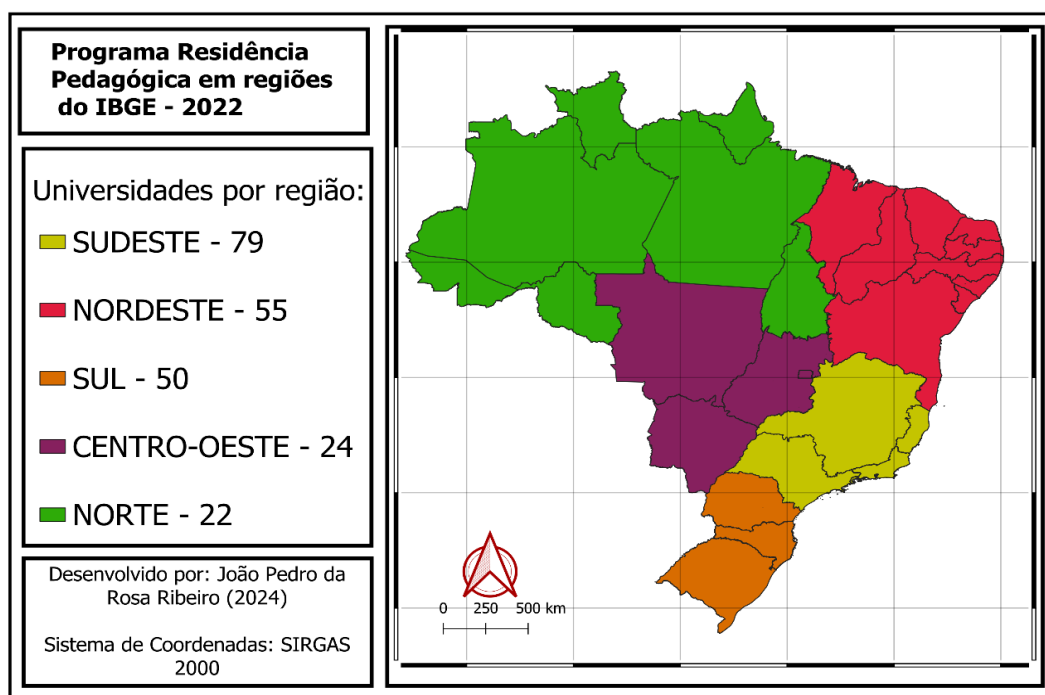 Programa Residência
Pedagógica em regiões
do IBGE - 2022
Universidades por região:
SUDESTE - 79
NORDESTE - 55
SUL - 50
CENTRO-OESTE - 24
NORTE - 22
Desenvolvido por: João Pedro da
Rosa Ribeiro (2024)
Sistema de Coordenadas: SIRGAS
2000
0 250 500 km